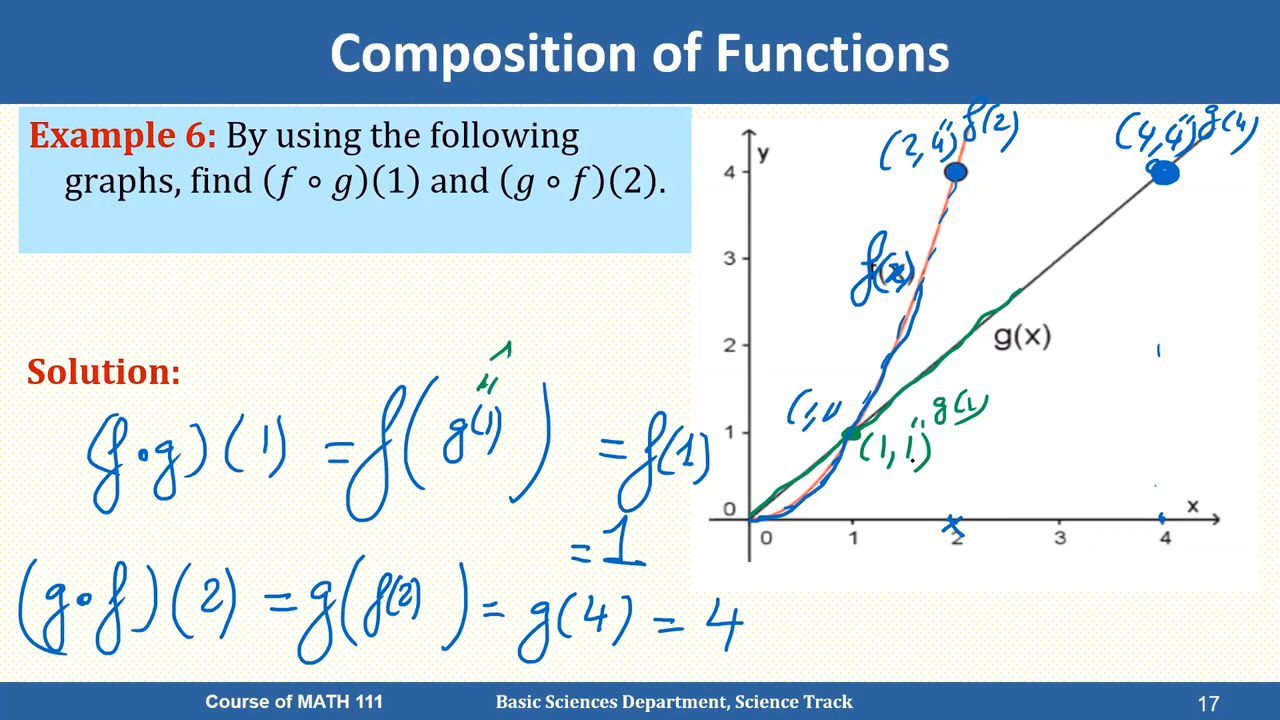 Composition of Functions
Example 6: By using the following
graphs, find (f ∘ g)(1) and (g ∘ f)(2).
Solution:
(f∘g)(1) = f(g(1)) = f(1)
1
= 1
(g∘f)(2) = g(f(2)) = g(4) = 4
y
4
3
2
1
0
0
1
2
3
4
x
(2,4) f(2)
(4,4) g(4)
f(x)
g(x)
(1,1) g(1)
Course of MATH 111
Basic Sciences Department, Science Track
17